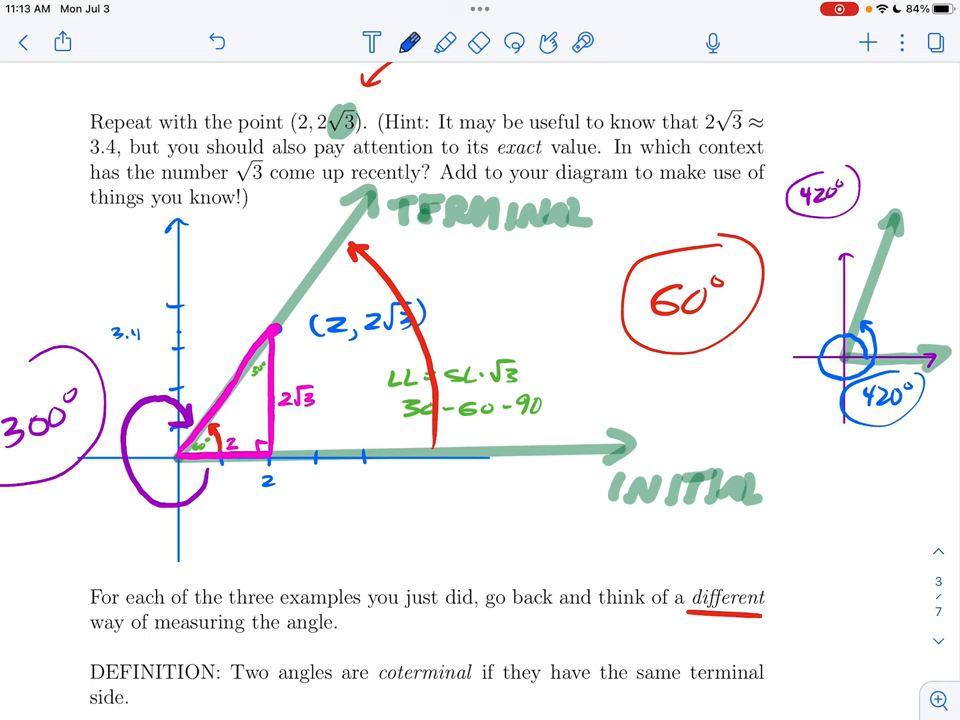 11:13 AM Mon Jul 3
84%
T
Repeat with the point (2, 2√3). (Hint: It may be useful to know that 2√3 ≈
3.4, but you should also pay attention to its exact value. In which context
has the number √3 come up recently? Add to your diagram to make use of
things you know!)
420°
TERMINAL
60°
3.4
(2, 2√3)
30°
LL = SL·√3
2√3
30-60-90
420°
300°
60°
2
2
INITIAL
3
/
7
For each of the three examples you just did, go back and think of a different
way of measuring the angle.
DEFINITION: Two angles are coterminal if they have the same terminal
side.